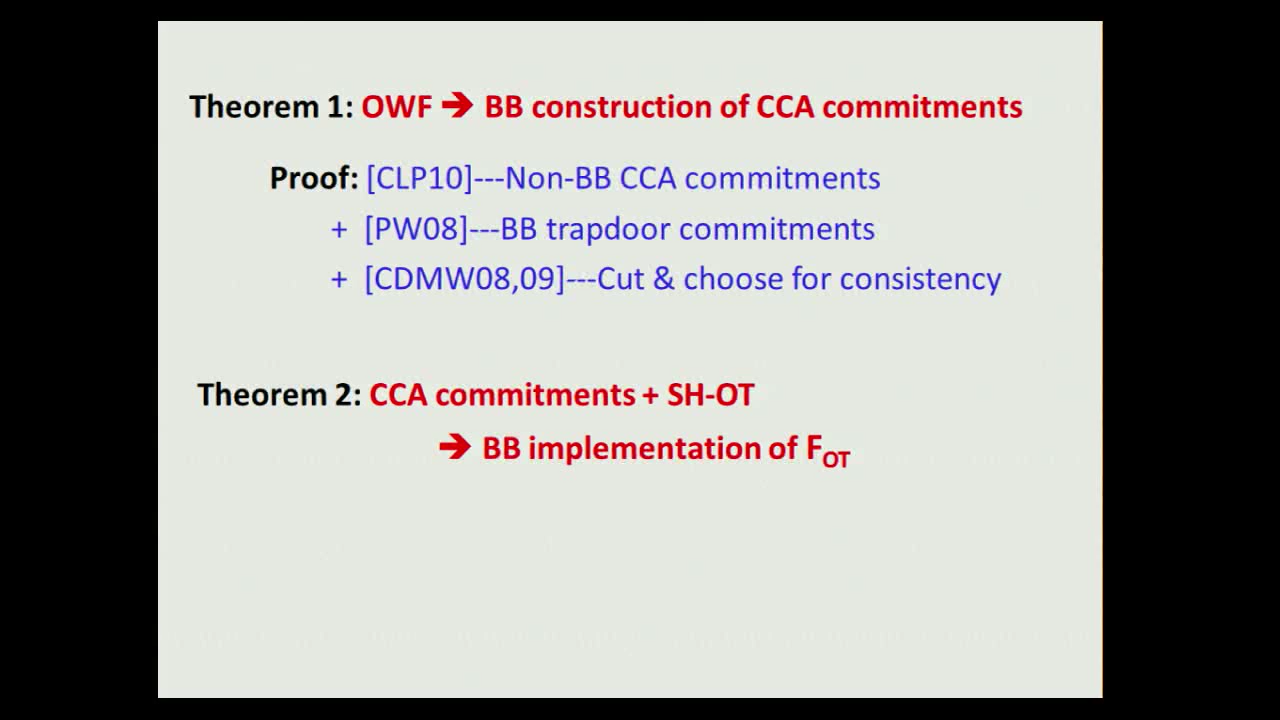 Theorem 1: OWF ➔ BB construction of CCA commitments
Proof: [CLP10]---Non-BB CCA commitments
+ [PW08]---BB trapdoor commitments
+ [CDMW08,09]---Cut & choose for consistency
Theorem 2: CCA commitments + SH-OT
➔ BB implementation of F_OT